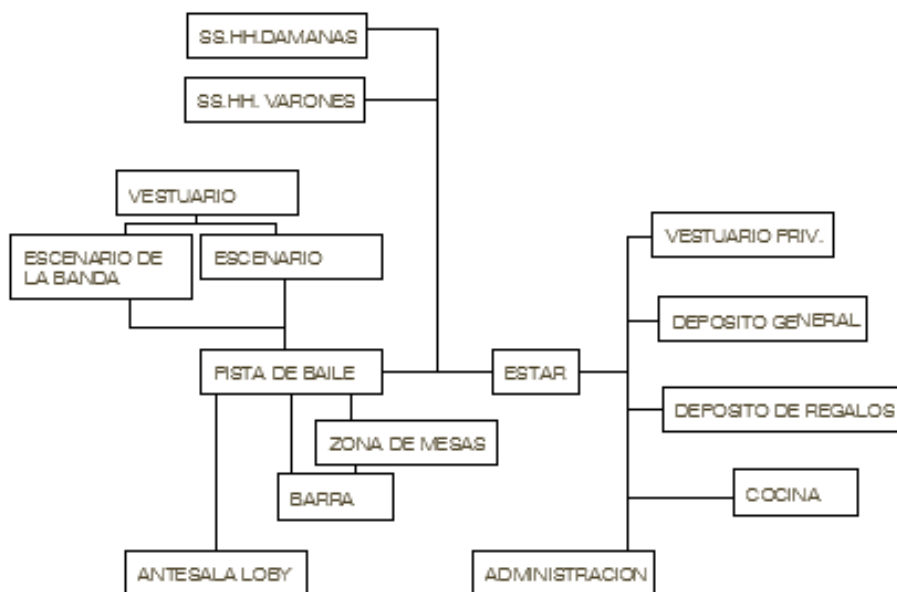 SS.HH.DAMANAS
SS.HH. VARONES
VESTUARIO
ESCENARIO DE
LA BANDA
ESCENARIO
VESTUARIO PRIV.
DEPOSITO GENERAL
PISTA DE BAILE
ESTAR
DEPOSITO DE REGALOS
ZONA DE MESAS
BARRA
COCINA
ANTESALA LOBY
ADMINISTRACION